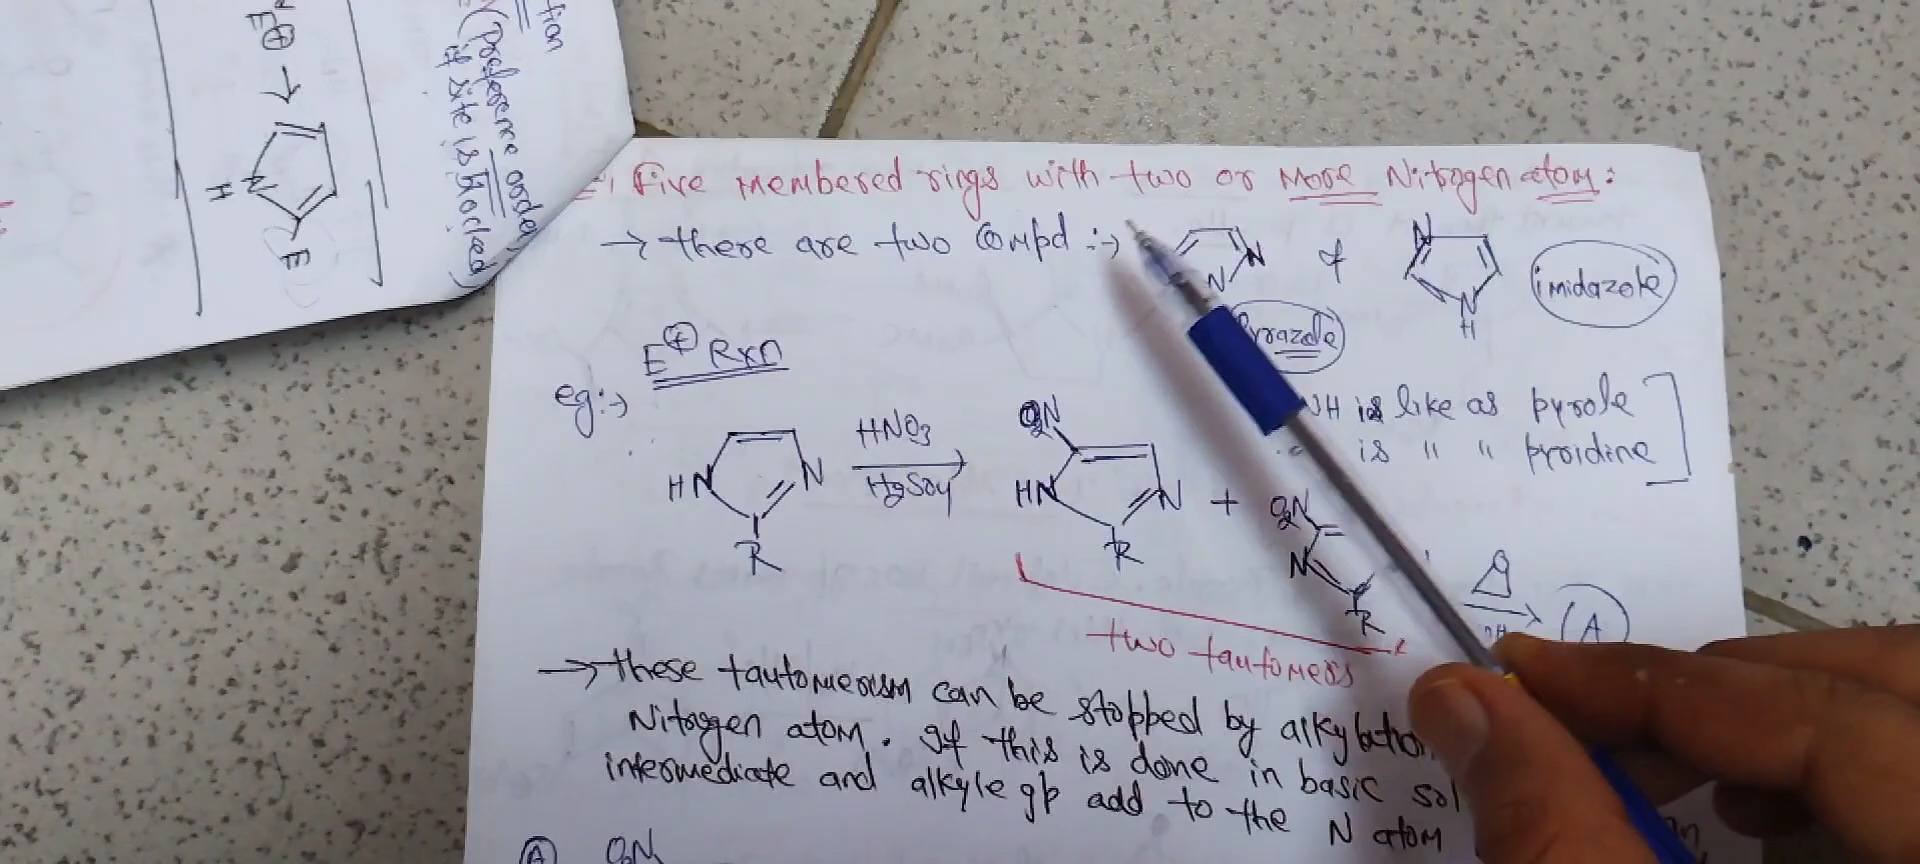 tion
(Preference order
if site is blocked)
E⊕ →
N
H
E
Five membered rings with two or More Nitrogen atom:
→ there are two Compd :→
N
N
&
N
N
H
imidazole
E⊕ Rxn
eg:→
NH is like as pyrole
is " " pyridine
HN
N
R
HNO3
H2SO4
O2N
HN
N
R
+
O2N
N
R
A
two tautomers
→ these tautomerism can be stopped by alkylation
Nitrogen atom. If this is done in basic sol
intermediate and alkyle gp add to the N atom
A
O2N